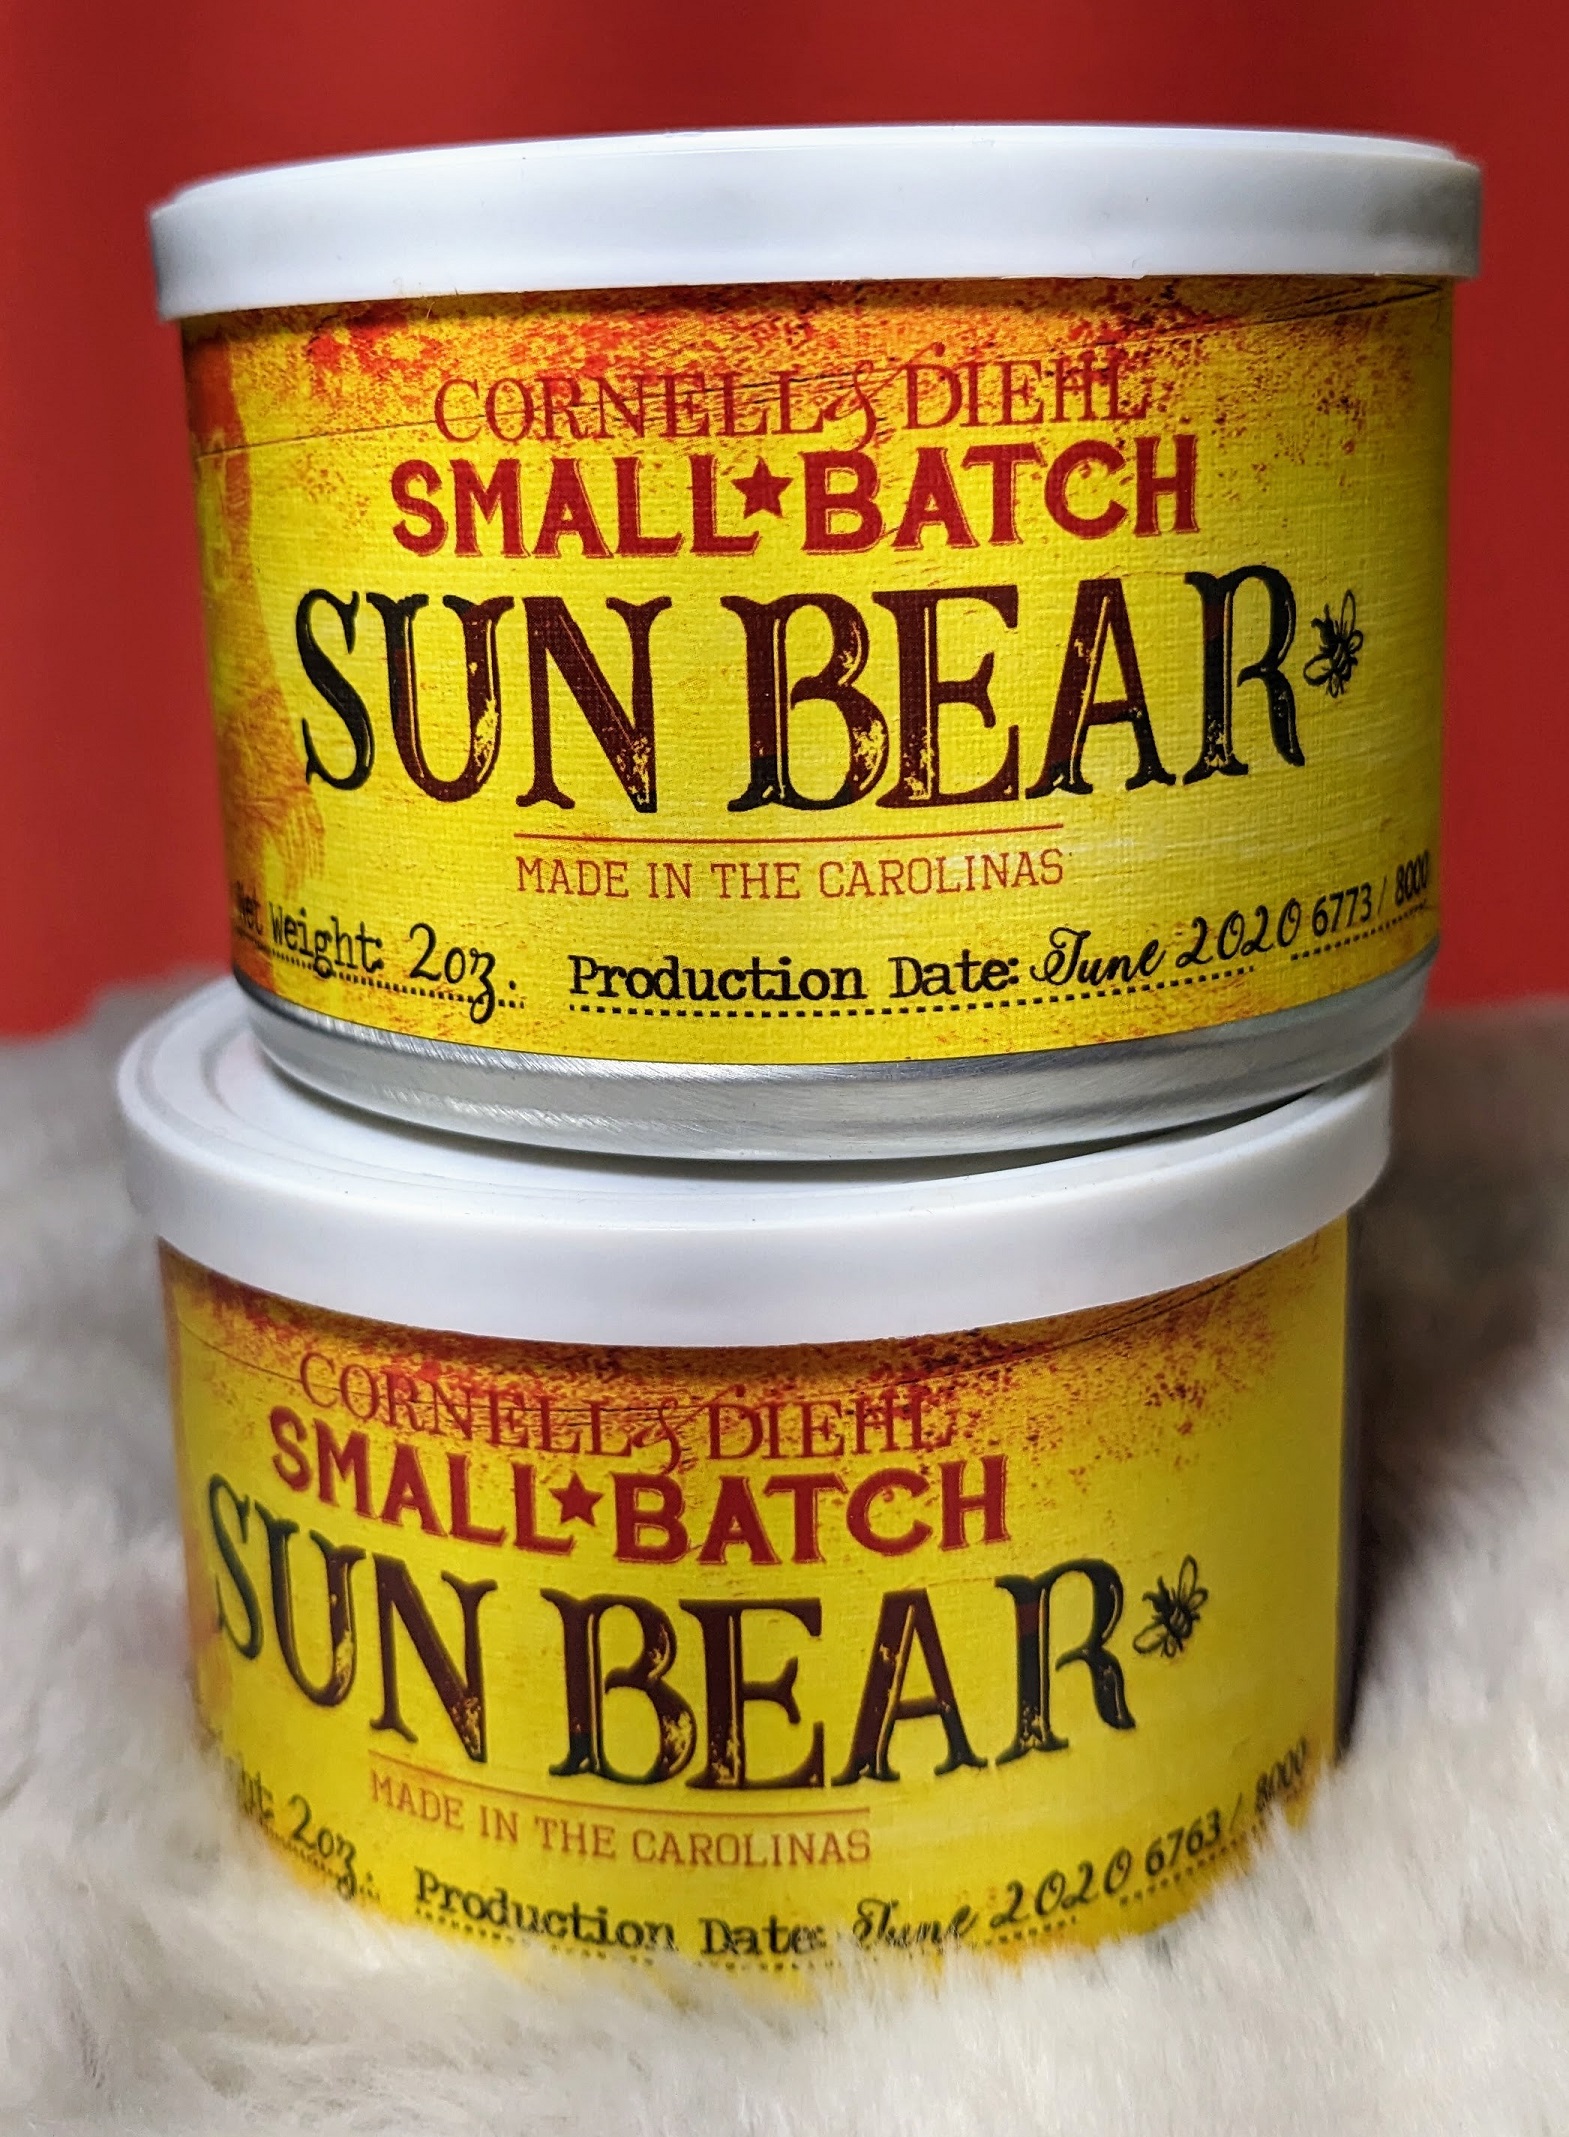 CORNELL & DIEHL
SMALL★BATCH
SUN BEAR
MADE IN THE CAROLINAS
Net Weight: 2oz. Production Date: June 2020 6773 / 8000
CORNELL & DIEHL
SMALL★BATCH
SUN BEAR
MADE IN THE CAROLINAS
2oz. Production Date: June 2020 6763 / 8000